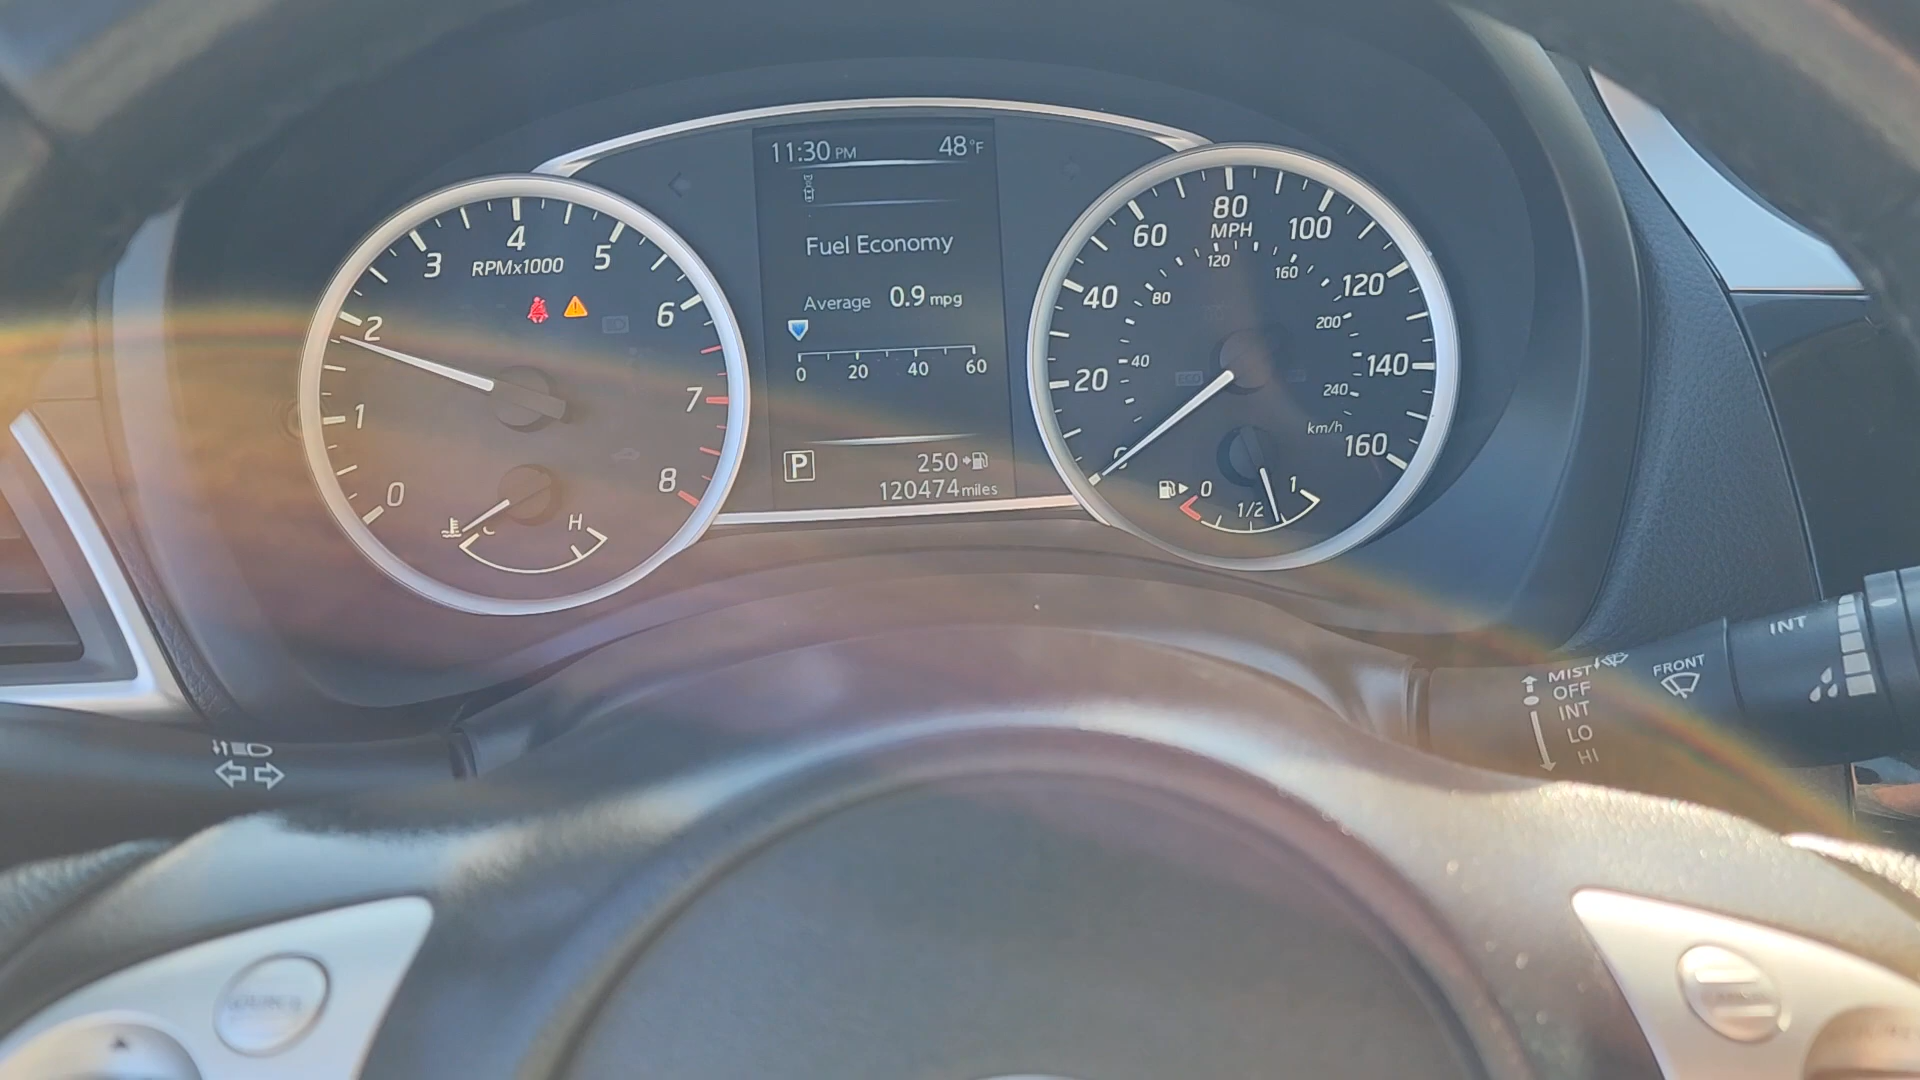 11:30 PM 48°F
Fuel Economy
Average 0.9 mpg
0 20 40 60
P 250
120474 miles
0 1 2 3 4 5 6 7 8
RPMx1000
H
0 20 40 60 80 100 120 140 160
MPH
40 80 120 160 200 240
km/h
0 1/2 1
ECO
INT
FRONT
MIST
OFF
INT
LO
HI